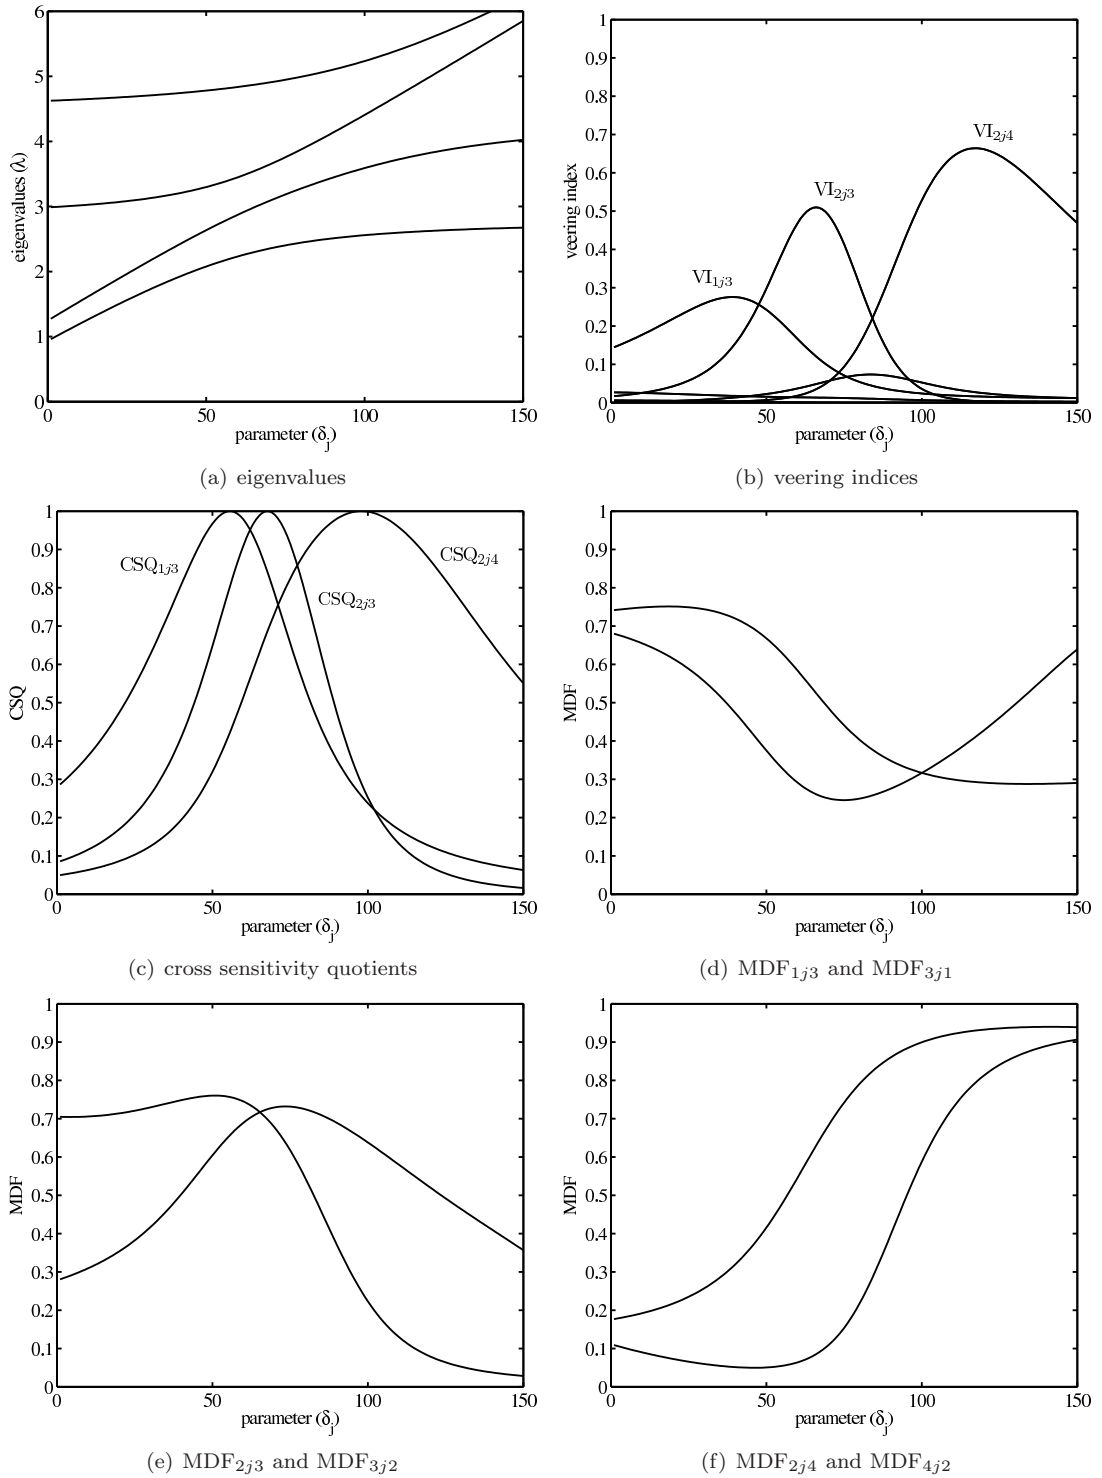 6
5
4
3
2
1
0
eigenvalues (λ)
0 50 100 150
parameter (δj)
(a) eigenvalues
1
0.9
0.8
0.7
0.6
0.5
0.4
0.3
0.2
0.1
0
veering index
VI1j3
VI2j3
VI2j4
0 50 100 150
parameter (δj)
(b) veering indices
1
0.9
0.8
0.7
0.6
0.5
0.4
0.3
0.2
0.1
0
CSQ
CSQ1j3
CSQ2j3
CSQ2j4
0 50 100 150
parameter (δj)
(c) cross sensitivity quotients
1
0.9
0.8
0.7
0.6
0.5
0.4
0.3
0.2
0.1
0
MDF
0 50 100 150
parameter (δj)
(d) MDF1j3 and MDF3j1
1
0.9
0.8
0.7
0.6
0.5
0.4
0.3
0.2
0.1
0
MDF
0 50 100 150
parameter (δj)
(e) MDF2j3 and MDF3j2
1
0.9
0.8
0.7
0.6
0.5
0.4
0.3
0.2
0.1
0
MDF
0 50 100 150
parameter (δj)
(f) MDF2j4 and MDF4j2